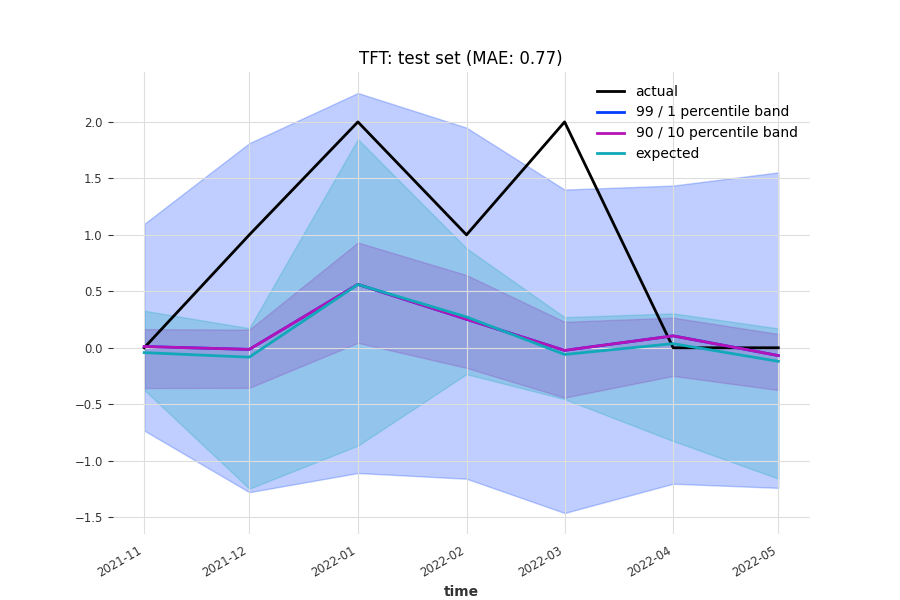 TFT: test set (MAE: 0.77)
actual
99 / 1 percentile band
90 / 10 percentile band
expected
2.0
1.5
1.0
0.5
0.0
−0.5
−1.0
−1.5
2021-11
2021-12
2022-01
2022-02
2022-03
2022-04
2022-05
time